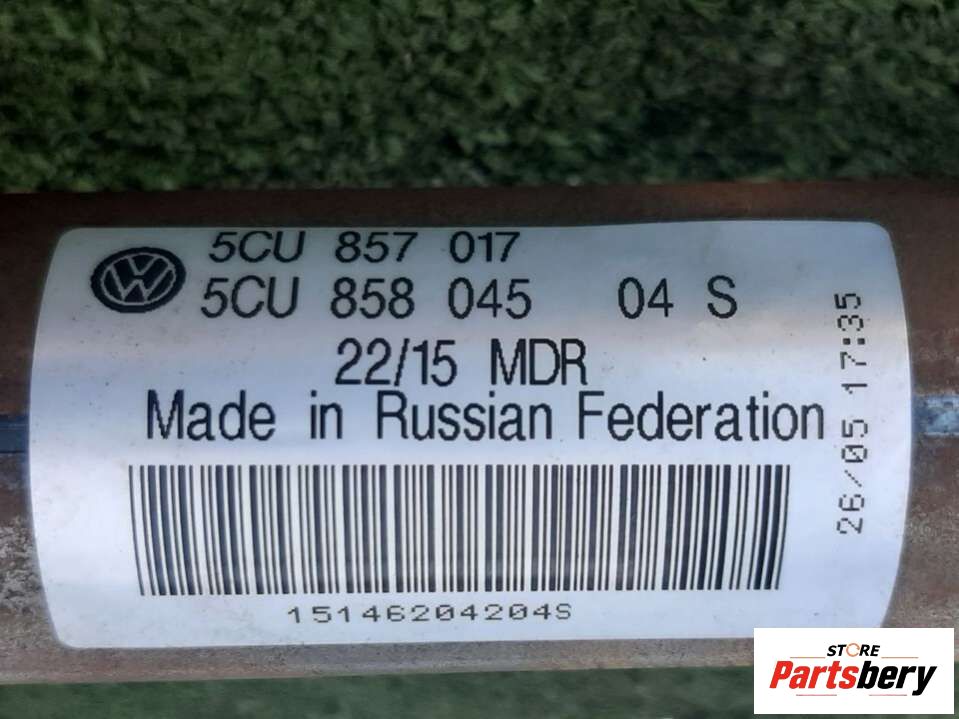 VW
5CU 857 017
5CU 858 045 04 S
22/15 MDR
Made in Russian Federation
26/05 17:35
15146204204S
STORE
Partsbery